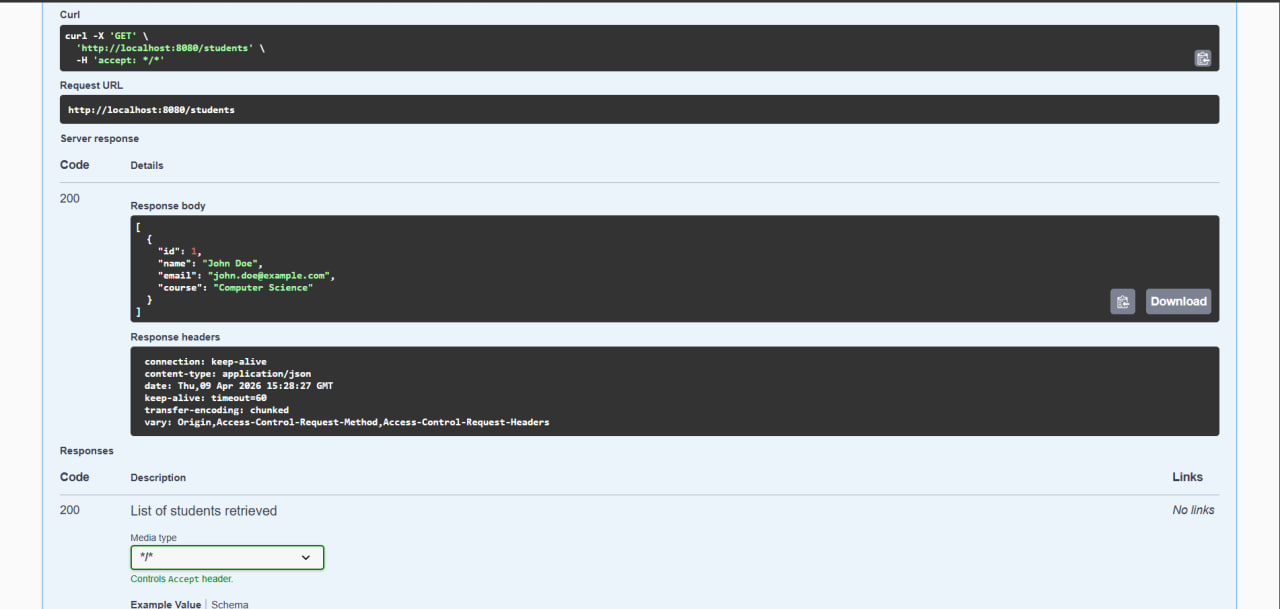 Curl
curl -X 'GET' \
'http://localhost:8080/students' \
-H 'accept: */*'
Request URL
http://localhost:8080/students
Server response
Code Details
200
Response body
[
{
"id": 1,
"name": "John Doe",
"email": "john.doe@example.com",
"course": "Computer Science"
}
]
Download
Response headers
connection: keep-alive
content-type: application/json
date: Thu,09 Apr 2026 15:28:27 GMT
keep-alive: timeout=60
transfer-encoding: chunked
vary: Origin,Access-Control-Request-Method,Access-Control-Request-Headers
Responses
Code Description Links
200 List of students retrieved No links
Media type
*/*
Controls Accept header.
Example Value Schema